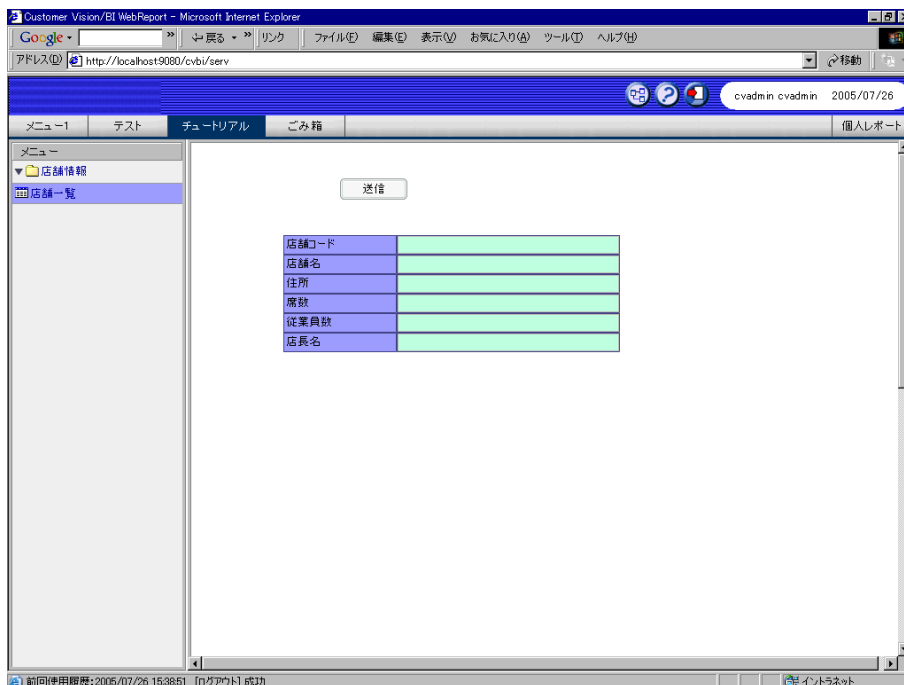 Customer Vision/BI WebReport - Microsoft Internet Explorer
Google » 戻る » リンク ファイル(F) 編集(E) 表示(V) お気に入り(A) ツール(T) ヘルプ(H)
アドレス(D) http://localhost:9080/cvbi/serv 移動
cvadmin cvadmin 2005/07/26
メニュー1 テスト チュートリアル ごみ箱 個人レポート
メニュー
店舗情報
店舗一覧
送信
店舗コード
店舗名
住所
席数
従業員数
店長名
前回使用履歴:2005/07/26 15:38:51 [ログアウト] 成功 イントラネット